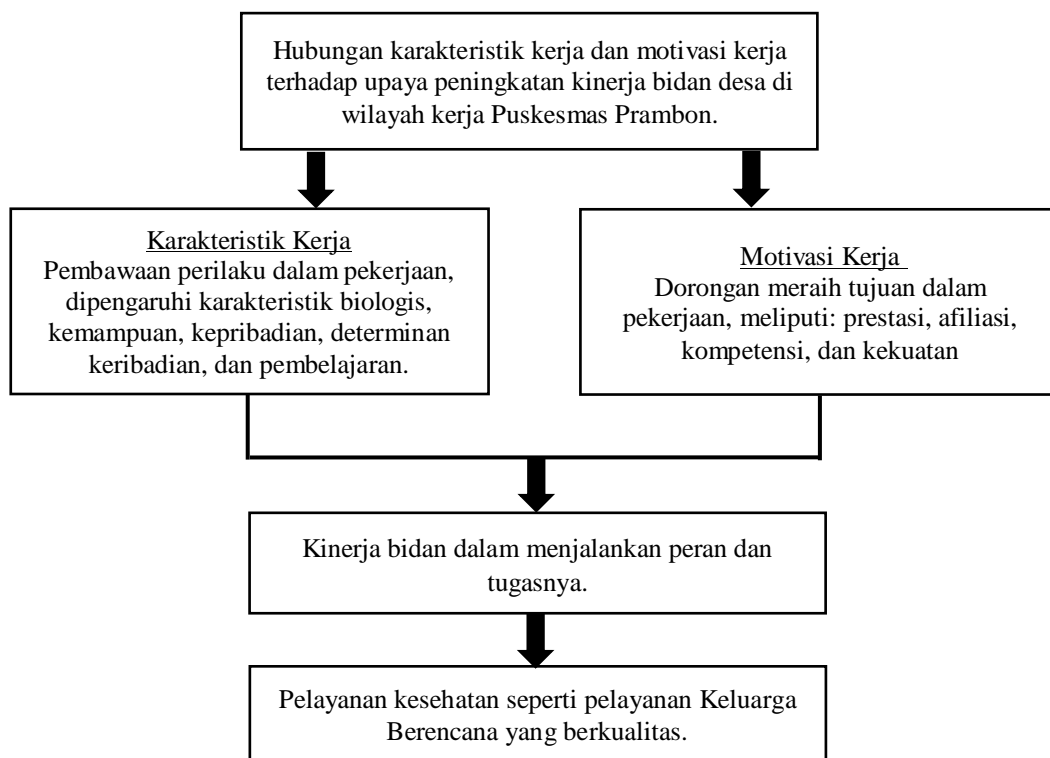 Hubungan karakteristik kerja dan motivasi kerja
terhadap upaya peningkatan kinerja bidan desa di
wilayah kerja Puskesmas Prambon.
Karakteristik Kerja
Pembawaan perilaku dalam pekerjaan,
dipengaruhi karakteristik biologis,
kemampuan, kepribadian, determinan
keribadian, dan pembelajaran.
Motivasi Kerja
Dorongan meraih tujuan dalam
pekerjaan, meliputi: prestasi, afiliasi,
kompetensi, dan kekuatan
Kinerja bidan dalam menjalankan peran dan
tugasnya.
Pelayanan kesehatan seperti pelayanan Keluarga
Berencana yang berkualitas.